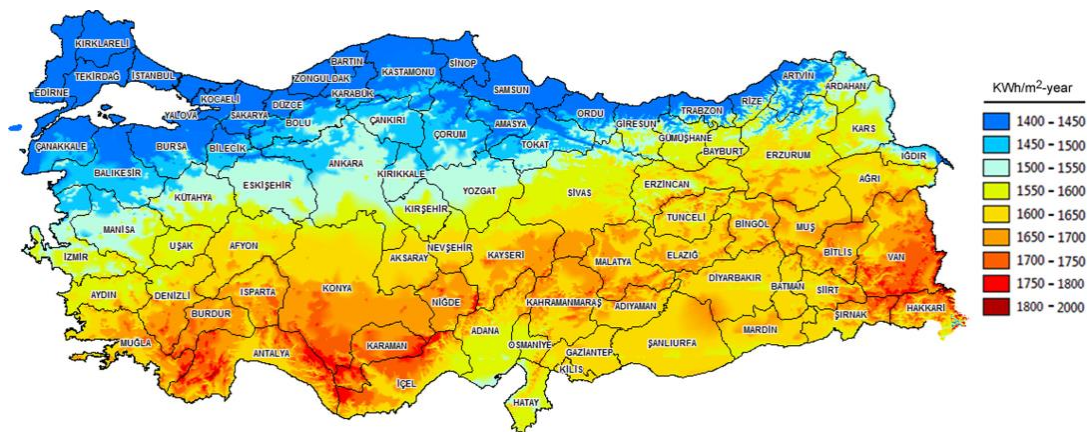 KIRKLARELİ
TEKİRDAĞ
İSTANBUL
EDİRNE
KOCAELİ
YALOVA
SAKARYA
DÜZCE
BOLU
ZONGULDAK
BARTIN
KARABÜK
KASTAMONU
SİNOP
SAMSUN
ÇANKIRI
ÇORUM
AMASYA
TOKAT
ORDU
GİRESUN
TRABZON
RİZE
ARTVİN
ARDAHAN
GÜMÜŞHANE
BAYBURT
KARS
IĞDIR
ERZURUM
AĞRI
ÇANAKKALE
BALIKESİR
BURSA
BİLECİK
KÜTAHYA
ESKİŞEHİR
ANKARA
KIRIKKALE
KIRŞEHİR
YOZGAT
SİVAS
ERZİNCAN
TUNCELİ
BİNGÖL
MUŞ
BİTLİS
VAN
MANİSA
İZMİR
UŞAK
AFYON
AKSARAY
NEVŞEHİR
KAYSERİ
MALATYA
ELAZIĞ
DİYARBAKIR
BATMAN
SİİRT
ŞIRNAK
HAKKARİ
AYDIN
DENİZLİ
ISPARTA
BURDUR
KONYA
NİĞDE
KAHRAMANMARAŞ
ADIYAMAN
MARDİN
ŞANLIURFA
MUĞLA
ANTALYA
KARAMAN
İÇEL
ADANA
OSMANİYE
GAZİANTEP
KİLİS
HATAY
KWh/m²-year
1400 - 1450
1450 - 1500
1500 - 1550
1550 - 1600
1600 - 1650
1650 - 1700
1700 - 1750
1750 - 1800
1800 - 2000